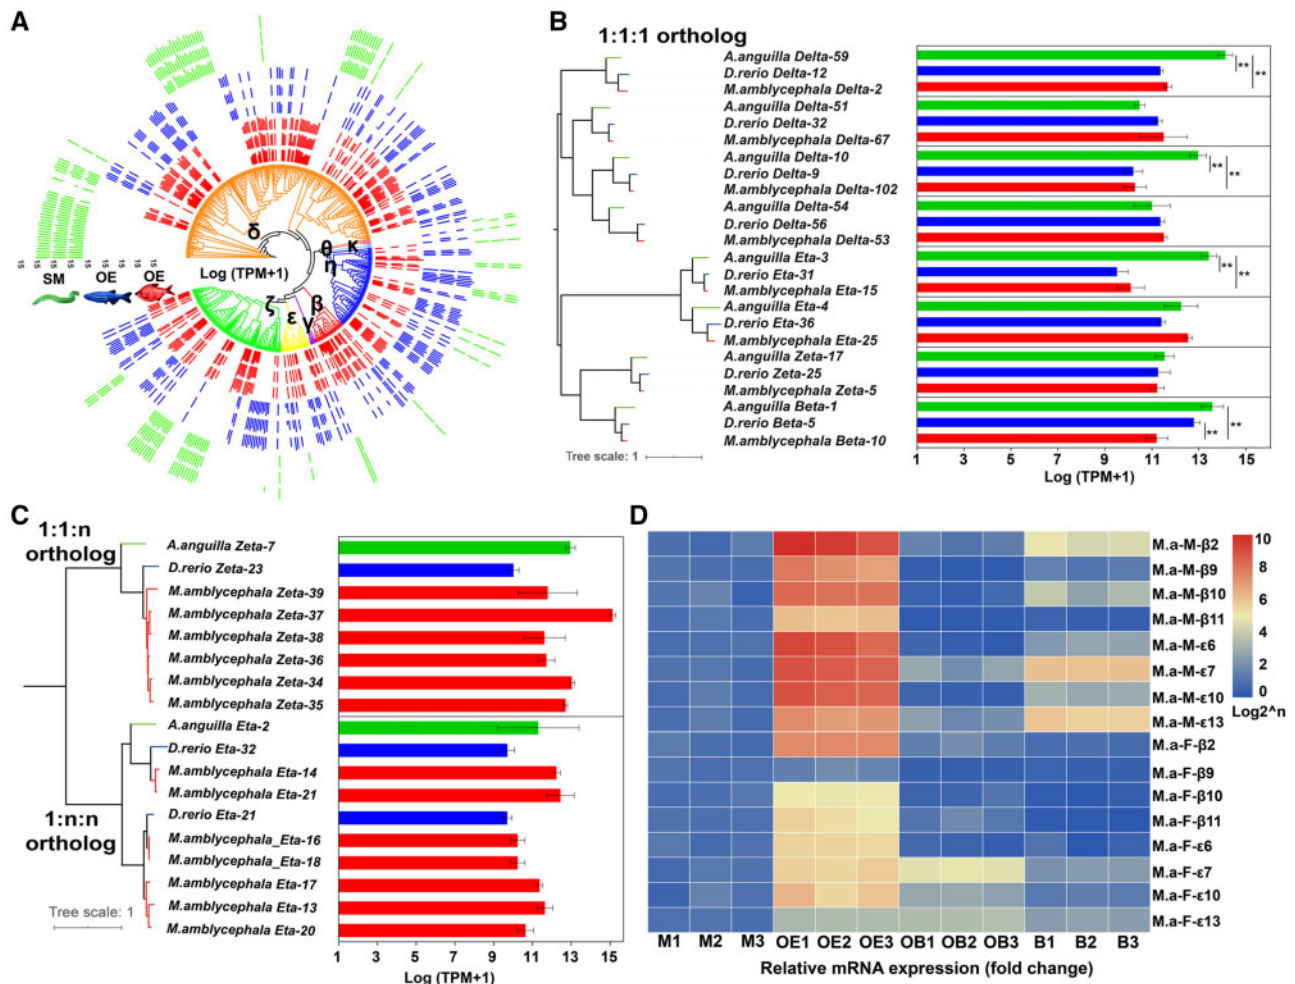 A
δ
θ
κ
η
Log (TPM+1)
ζ
ε
γ
β
15
15
15
15
15
15
15
15
15
SM
OE
OE
B
1:1:1 ortholog
A.anguilla Delta-59
D.rerio Delta-12
M.amblycephala Delta-2
A.anguilla Delta-51
D.rerio Delta-32
M.amblycephala Delta-67
A.anguilla Delta-10
D.rerio Delta-9
M.amblycephala Delta-102
A.anguilla Delta-54
D.rerio Delta-56
M.amblycephala Delta-53
A.anguilla Eta-3
D.rerio Eta-31
M.amblycephala Eta-15
A.anguilla Eta-4
D.rerio Eta-36
M.amblycephala Eta-25
A.anguilla Zeta-17
D.rerio Zeta-25
M.amblycephala Zeta-5
A.anguilla Beta-1
D.rerio Beta-5
M.amblycephala Beta-10
Tree scale: 1
** **
** **
** **
** **
1 3 5 7 9 11 13 15
Log (TPM+1)
C
1:1:n
ortholog
A.anguilla Zeta-7
D.rerio Zeta-23
M.amblycephala Zeta-39
M.amblycephala Zeta-37
M.amblycephala Zeta-38
M.amblycephala Zeta-36
M.amblycephala Zeta-34
M.amblycephala Zeta-35
A.anguilla Eta-2
D.rerio Eta-32
M.amblycephala Eta-14
M.amblycephala Eta-21
1:n:n
ortholog
D.rerio Eta-21
M.amblycephala_Eta-16
M.amblycephala_Eta-18
M.amblycephala Eta-17
M.amblycephala Eta-13
M.amblycephala Eta-20
Tree scale: 1
1 3 5 7 9 11 13 15
Log (TPM+1)
D
M.a-M-β2
M.a-M-β9
M.a-M-β10
M.a-M-β11
M.a-M-ε6
M.a-M-ε7
M.a-M-ε10
M.a-M-ε13
M.a-F-β2
M.a-F-β9
M.a-F-β10
M.a-F-β11
M.a-F-ε6
M.a-F-ε7
M.a-F-ε10
M.a-F-ε13
10
8
6
4
2
0
Log2^n
M1 M2 M3 OE1 OE2 OE3 OB1 OB2 OB3 B1 B2 B3
Relative mRNA expression (fold change)